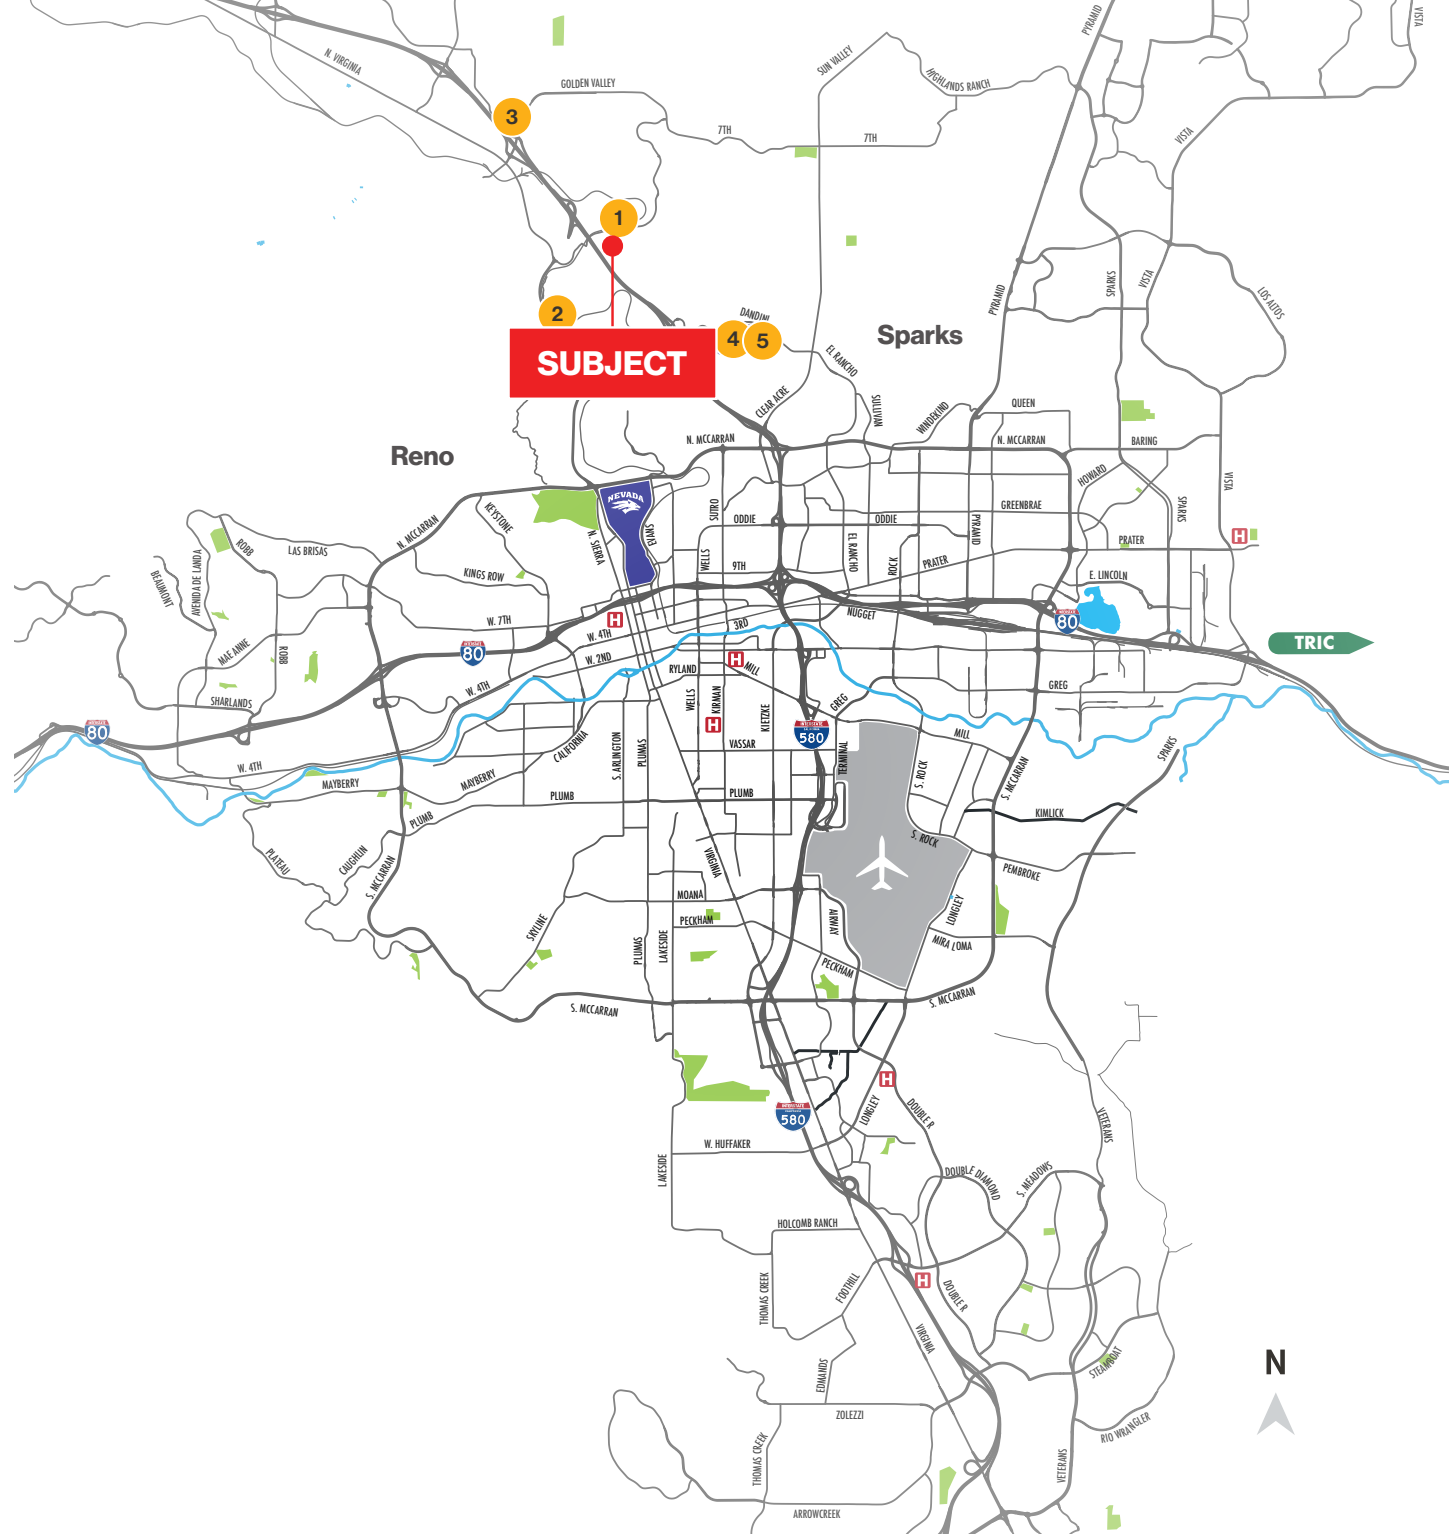 PYRAMID
VISTA
N. VIRGINIA
SUN VALLEY
HIGHLANDS RANCH
GOLDEN VALLEY
3
7TH
7TH
VISTA
1
SPARKS
VISTA
LOS ALTOS
PYRAMID
2
DANDINI
4
5
Sparks
SUBJECT
EL RANCHO
CLEAR ACRE
SULLIVAN
WINDEKIND
QUEEN
N. MCCARRAN
N. MCCARRAN
BARING
Reno
HOWARD
VISTA
NEVADA
KEYSTONE
N. MCCARRAN
SUTRO
ODDIE
ODDIE
GREENBRAE
SPARKS
PYRAMID
N. SIERRA
EVANS
H
PRATER
ROBB
LAS BRISAS
EL RANCHO
ROCK
PRATER
WELLS
9TH
BEAUMONT
AVENIDA DE LANDA
KINGS ROW
E. LINCOLN
NUGGET
INTERSTATE
80
W. 7TH
H
3RD
W. 4TH
TRIC
MAE ANNE
ROBB
INTERSTATE
80
W. 2ND
H
MILL
RYLAND
W. 4TH
GREG
SHARLANDS
WELLS
KIRMAN
H
KIETZKE
GREG
INTERSTATE
80
INTERSTATE
580
MILL
VASSAR
TERMINAL
SPARKS
CALIFORNIA
S. ARLINGTON
PLUMAS
W. 4TH
MAYBERRY
MAYBERRY
S. ROCK
S. MCCARRAN
PLUMB
PLUMB
PLUMB
KIMLICK
S. ROCK
PLATEAU
CAUGHLIN
S. MCCARRAN
VIRGINIA
PEMBROKE
MOANA
PECKHAM
AIRWAY
LONGLEY
SKYLINE
PLUMAS
LAKESIDE
MIRA LOMA
PECKHAM
S. MCCARRAN
S. MCCARRAN
H
INTERSTATE
580
LONGLEY
DOUBLE R
VETERANS
W. HUFFAKER
LAKESIDE
DOUBLE DIAMOND
S. MEADOWS
HOLCOMB RANCH
THOMAS CREEK
FOOTHILL
H
DOUBLE R
VIRGINIA
N
EDMANDS
STEAMBOAT
ZOLEZZI
RIO WRANGLER
THOMAS CREEK
VETERANS
ARROWCREEK